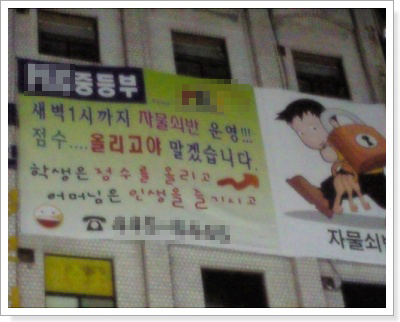 중등부
새벽1시까지 자물쇠반 운영!!!
점수....올리고야 말겠습니다.
학생은 점수를 올리고
어머님은 인생을 즐기시고
자물쇠반